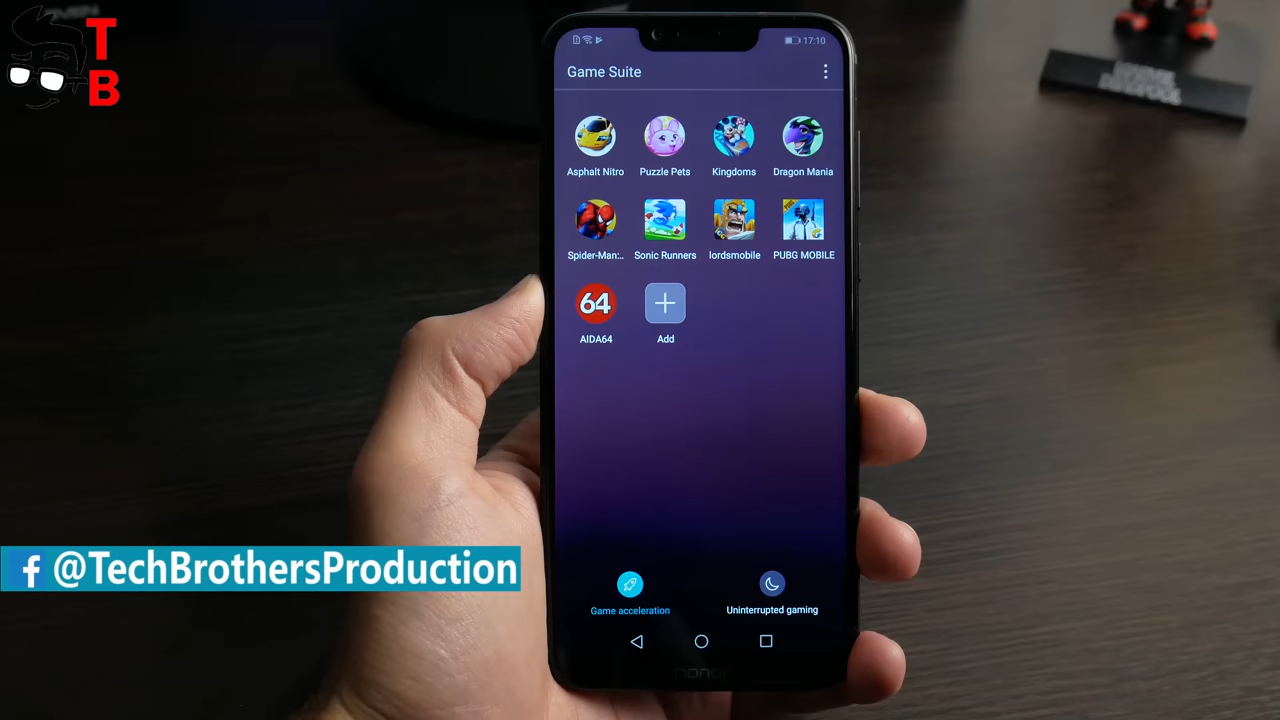 T
B
17:10
Game Suite
Asphalt Nitro
Puzzle Pets
Kingdoms
Dragon Mania
Spider-Man:..
Sonic Runners
lordsmobile
PUBG MOBILE
64
AIDA64
Add
f @TechBrothersProduction
Game acceleration
Uninterrupted gaming
honor